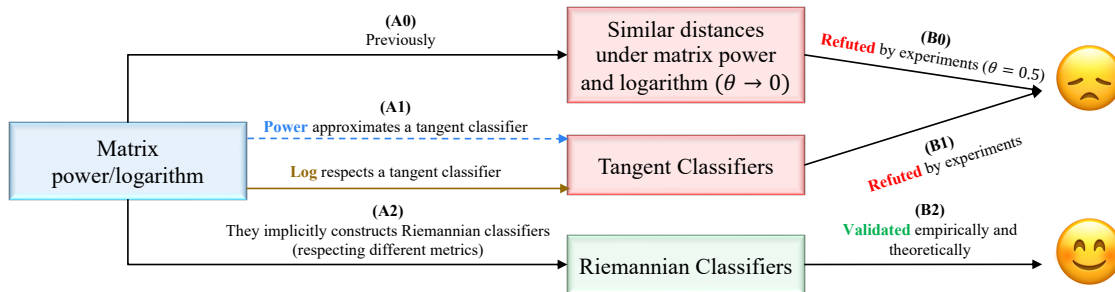 (A0)
Previously
Similar distances
under matrix power
and logarithm (θ → 0)
(B0)
Refuted by experiments (θ = 0.5)
Matrix
power/logarithm
(A1)
Power approximates a tangent classifier
Log respects a tangent classifier
Tangent Classifiers
(B1)
Refuted by experiments
(A2)
They implicitly constructs Riemannian classifiers
(respecting different metrics)
Riemannian Classifiers
(B2)
Validated empirically and
theoretically